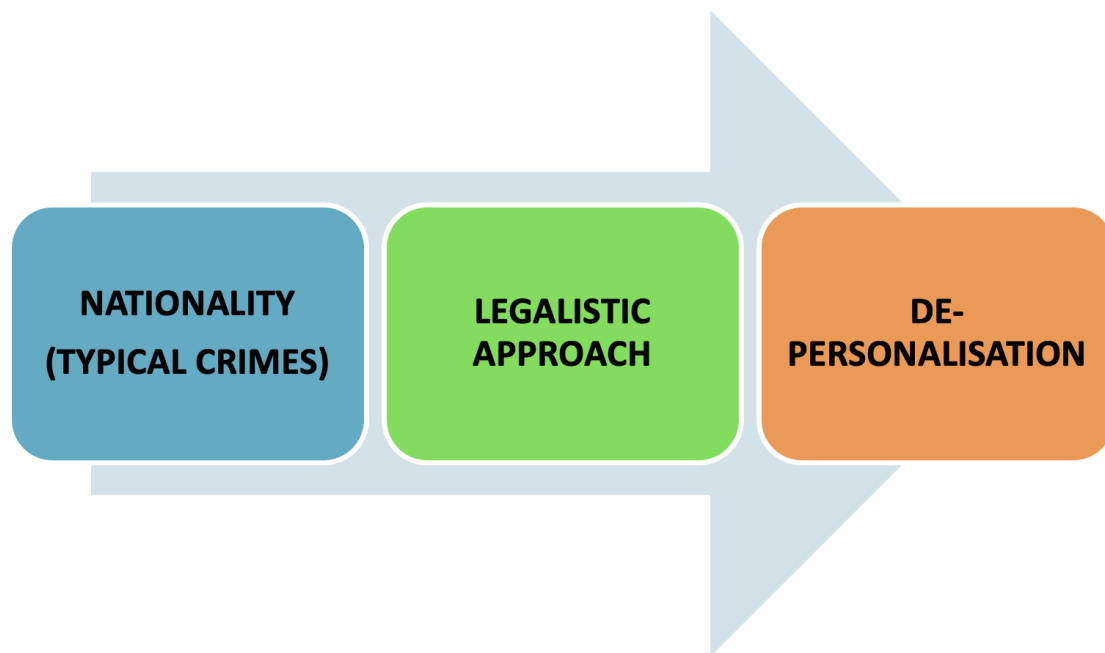 NATIONALITY
(TYPICAL CRIMES)
LEGALISTIC
APPROACH
DE-
PERSONALISATION